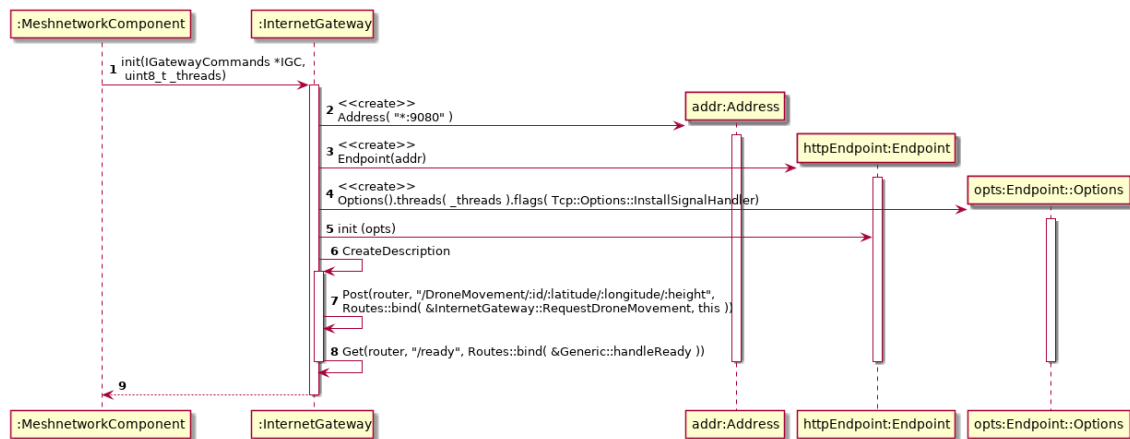 :MeshnetworkComponent
:InternetGateway
1 init(IGatewayCommands *IGC,
uint8_t _threads)
addr:Address
2 <<create>>
Address( "*:9080" )
httpEndpoint:Endpoint
3 <<create>>
Endpoint(addr)
opts:Endpoint::Options
4 <<create>>
Options().threads( _threads ).flags( Tcp::Options::InstallSignalHandler)
5 init (opts)
6 CreateDescription
7 Post(router, "/DroneMovement/:id/:latitude/:longitude/:height",
Routes::bind( &InternetGateway::RequestDroneMovement, this ))
8 Get(router, "/ready", Routes::bind( &Generic::handleReady ))
9
:MeshnetworkComponent
:InternetGateway
addr:Address
httpEndpoint:Endpoint
opts:Endpoint::Options